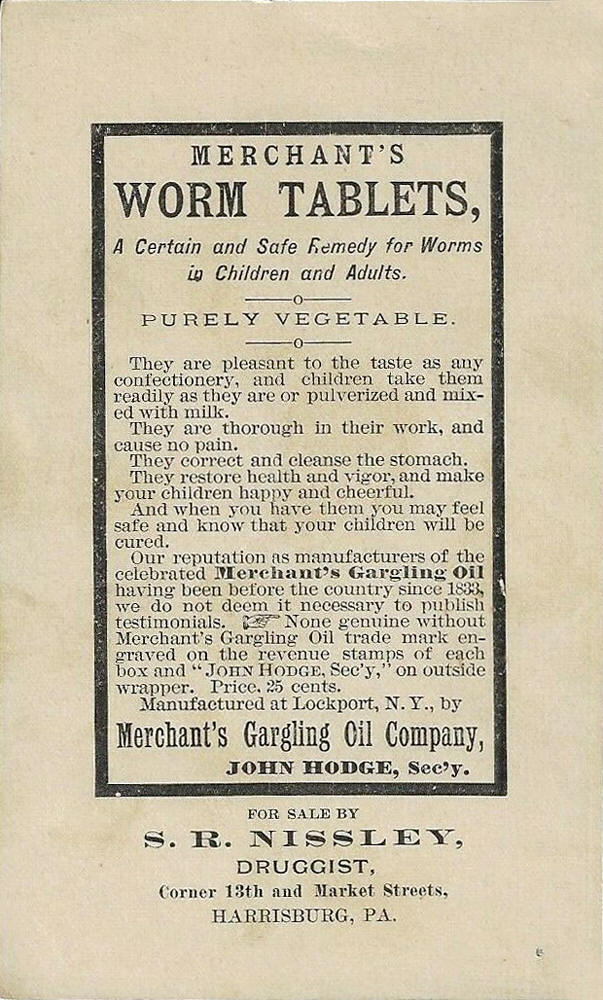 MERCHANT'S
WORM TABLETS,
A Certain and Safe Remedy for Worms
in Children and Adults.
PURELY VEGETABLE.
They are pleasant to the taste as any
confectionery, and children take them
readily as they are or pulverized and mix-
ed with milk.
They are thorough in their work, and
cause no pain.
They correct and cleanse the stomach.
They restore health and vigor, and make
your children happy and cheerful.
And when you have them you may feel
safe and know that your children will be
cured.
Our reputation as manufacturers of the
celebrated Merchant's Gargling Oil
having been before the country since 1833,
we do not deem it necessary to publish
testimonials. ☞ None genuine without
Merchant's Gargling Oil trade mark en-
graved on the revenue stamps of each
box and "JOHN HODGE, Sec'y," on outside
wrapper. Price, 25 cents.
Manufactured at Lockport, N. Y., by
Merchant's Gargling Oil Company,
JOHN HODGE, Sec'y.
FOR SALE BY
S. R. NISSLEY,
DRUGGIST,
Corner 13th and Market Streets,
HARRISBURG, PA.